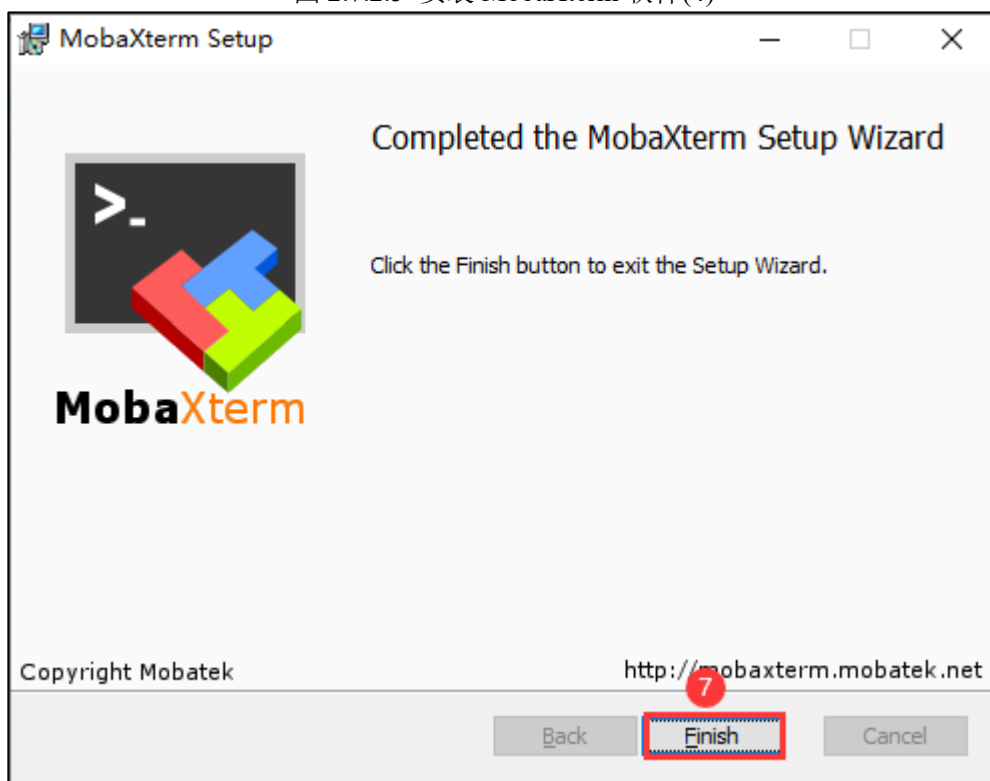 MobaXterm Setup
Completed the MobaXterm Setup Wizard
>_
Click the Finish button to exit the Setup Wizard.
MobaXterm
Copyright Mobatek
http://mobaxterm.mobatek.net
7
Back
Finish
Cancel